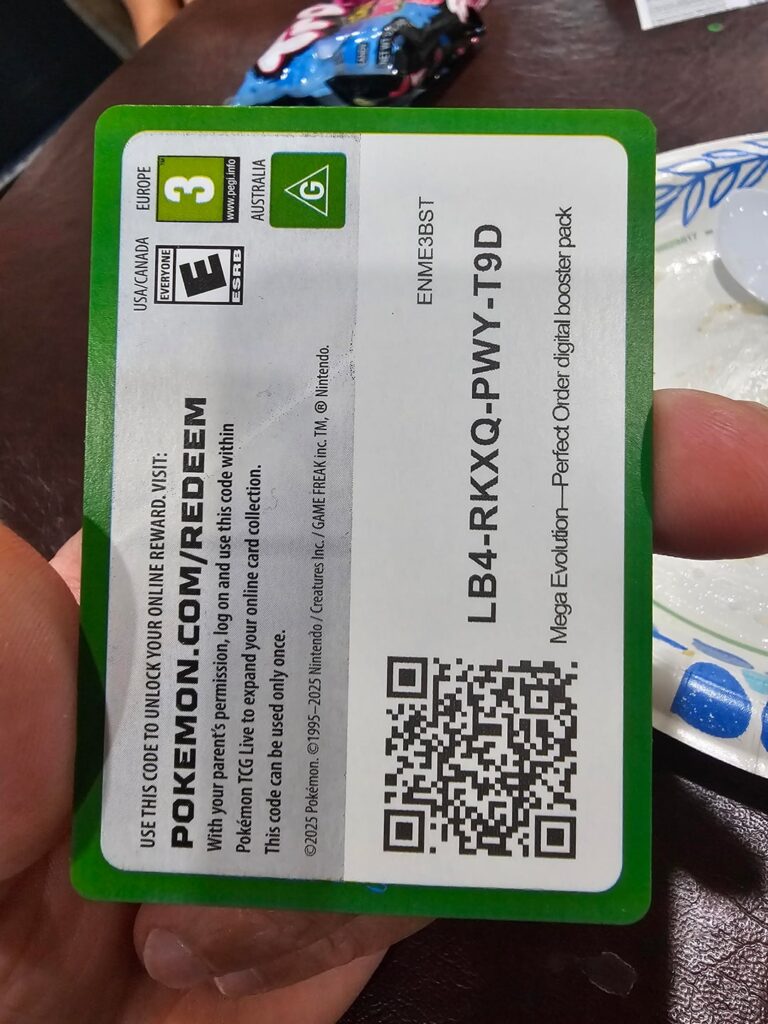 USE THIS CODE TO UNLOCK YOUR ONLINE REWARD. VISIT:
POKEMON.COM/REDEEM
With your parent's permission, log on and use this code within
Pokémon TCG Live to expand your online card collection.
This code can be used only once.
©2025 Pokémon. ©1995–2025 Nintendo / Creatures Inc. / GAME FREAK inc. TM, ® Nintendo.
USA/CANADA
EVERYONE
E
ESRB
EUROPE
3
www.pegi.info
AUSTRALIA
G
ENME3BST
LB4-RKXQ-PWY-T9D
Mega Evolution—Perfect Order digital booster pack